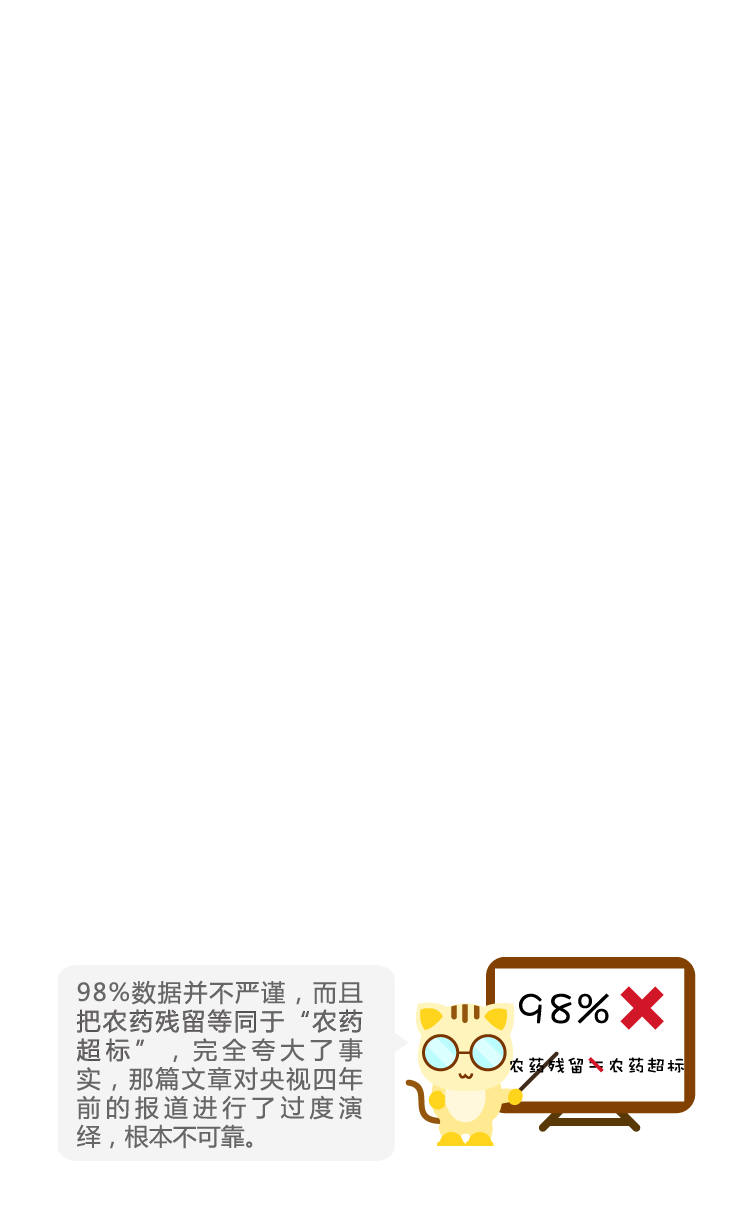 98%数据并不严谨，而且
把农药残留等同于“农药
超标”，完全夸大了事
实，那篇文章对央视四年
前的报道进行了过度演
绎，根本不可靠。
98%
农药残留≠农药超标